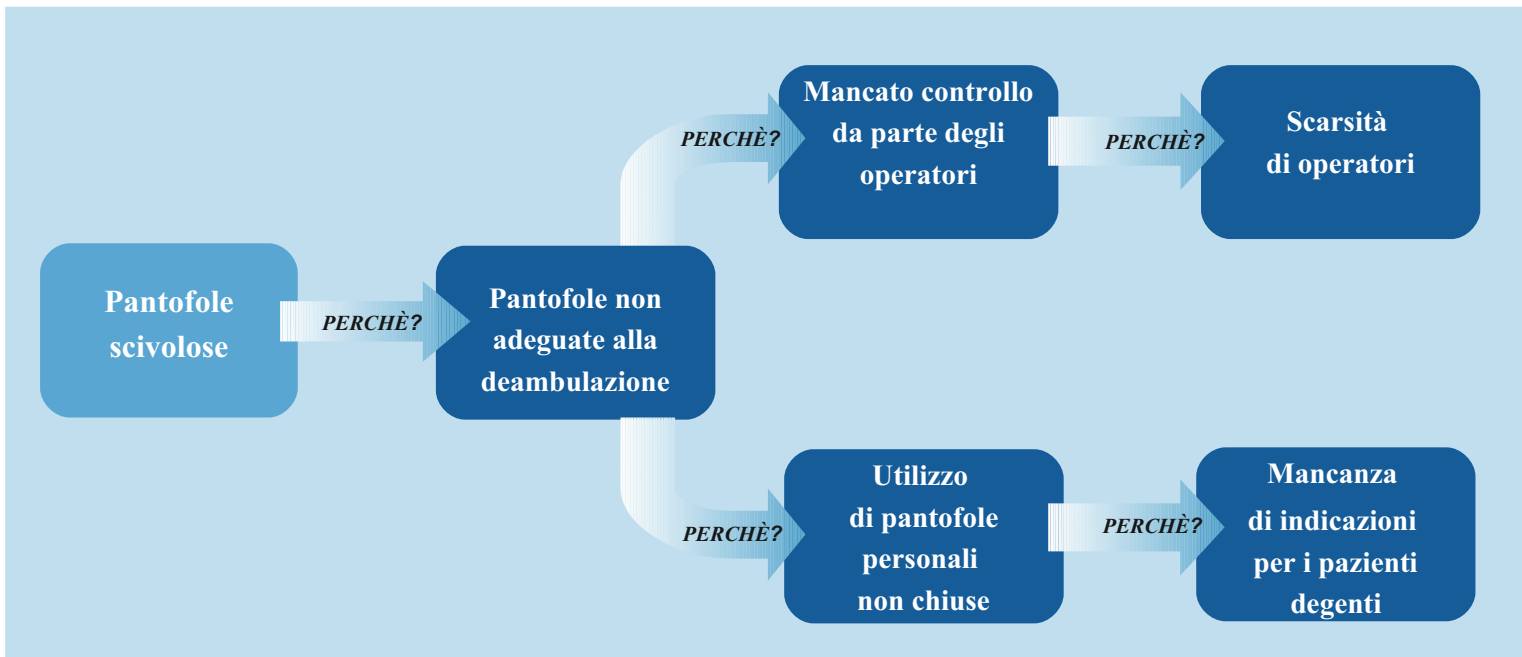 Pantofole
scivolose
PERCHÈ?
Pantofole non
adeguate alla
deambulazione
PERCHÈ?
Mancato controllo
da parte degli
operatori
PERCHÈ?
Scarsità
di operatori
PERCHÈ?
Utilizzo
di pantofole
personali
non chiuse
PERCHÈ?
Mancanza
di indicazioni
per i pazienti
degenti